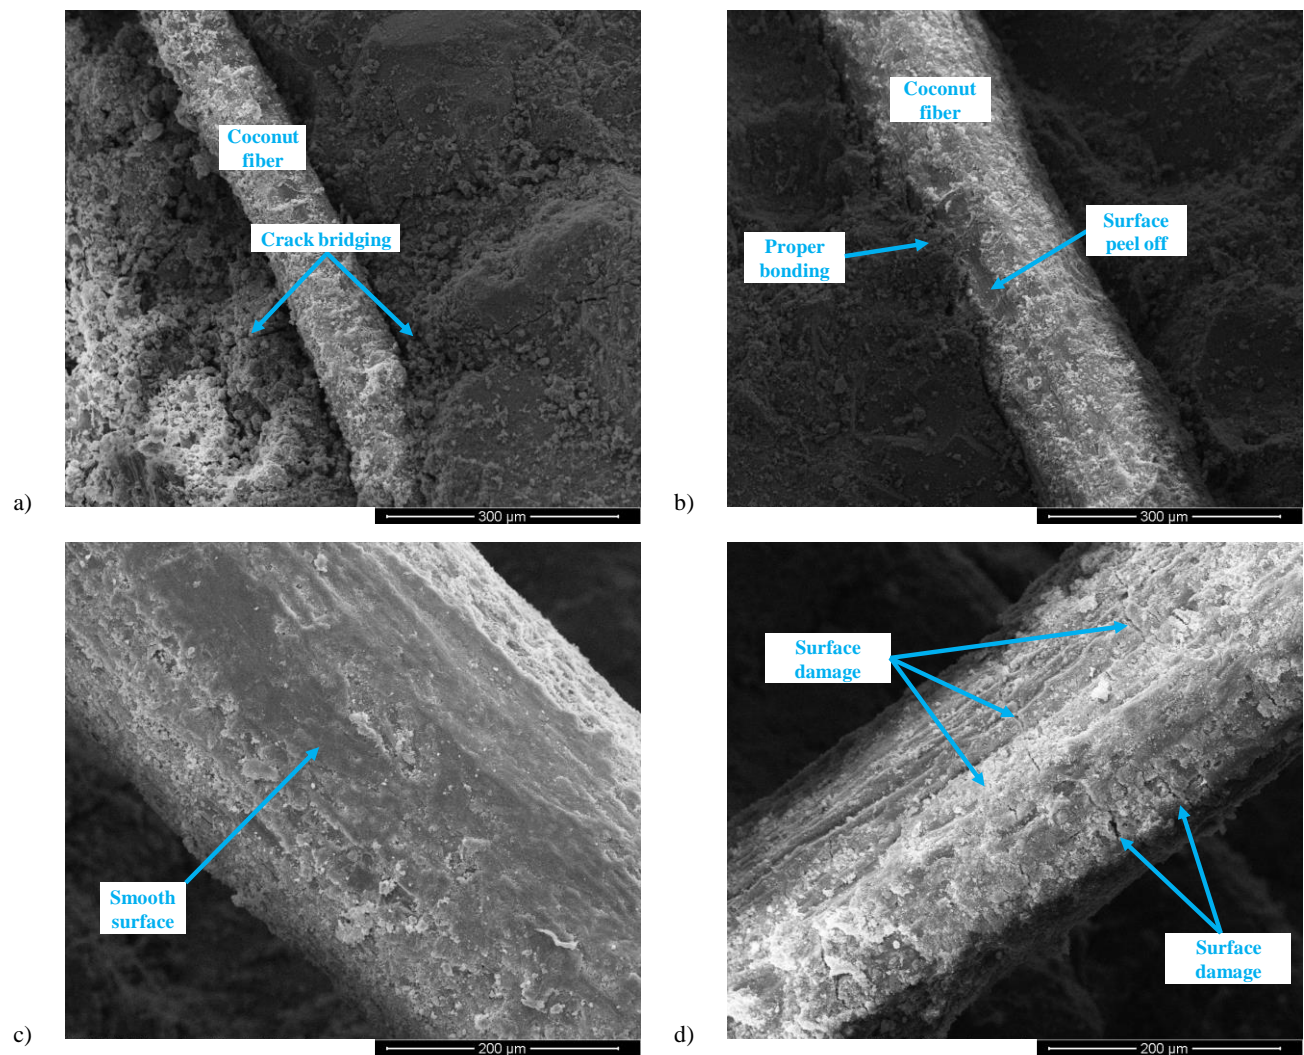 Coconut
fiber
Crack bridging
300 µm
a)
Coconut
fiber
Proper
bonding
Surface
peel off
300 µm
b)
Smooth
surface
200 µm
c)
Surface
damage
Surface
damage
200 µm
d)